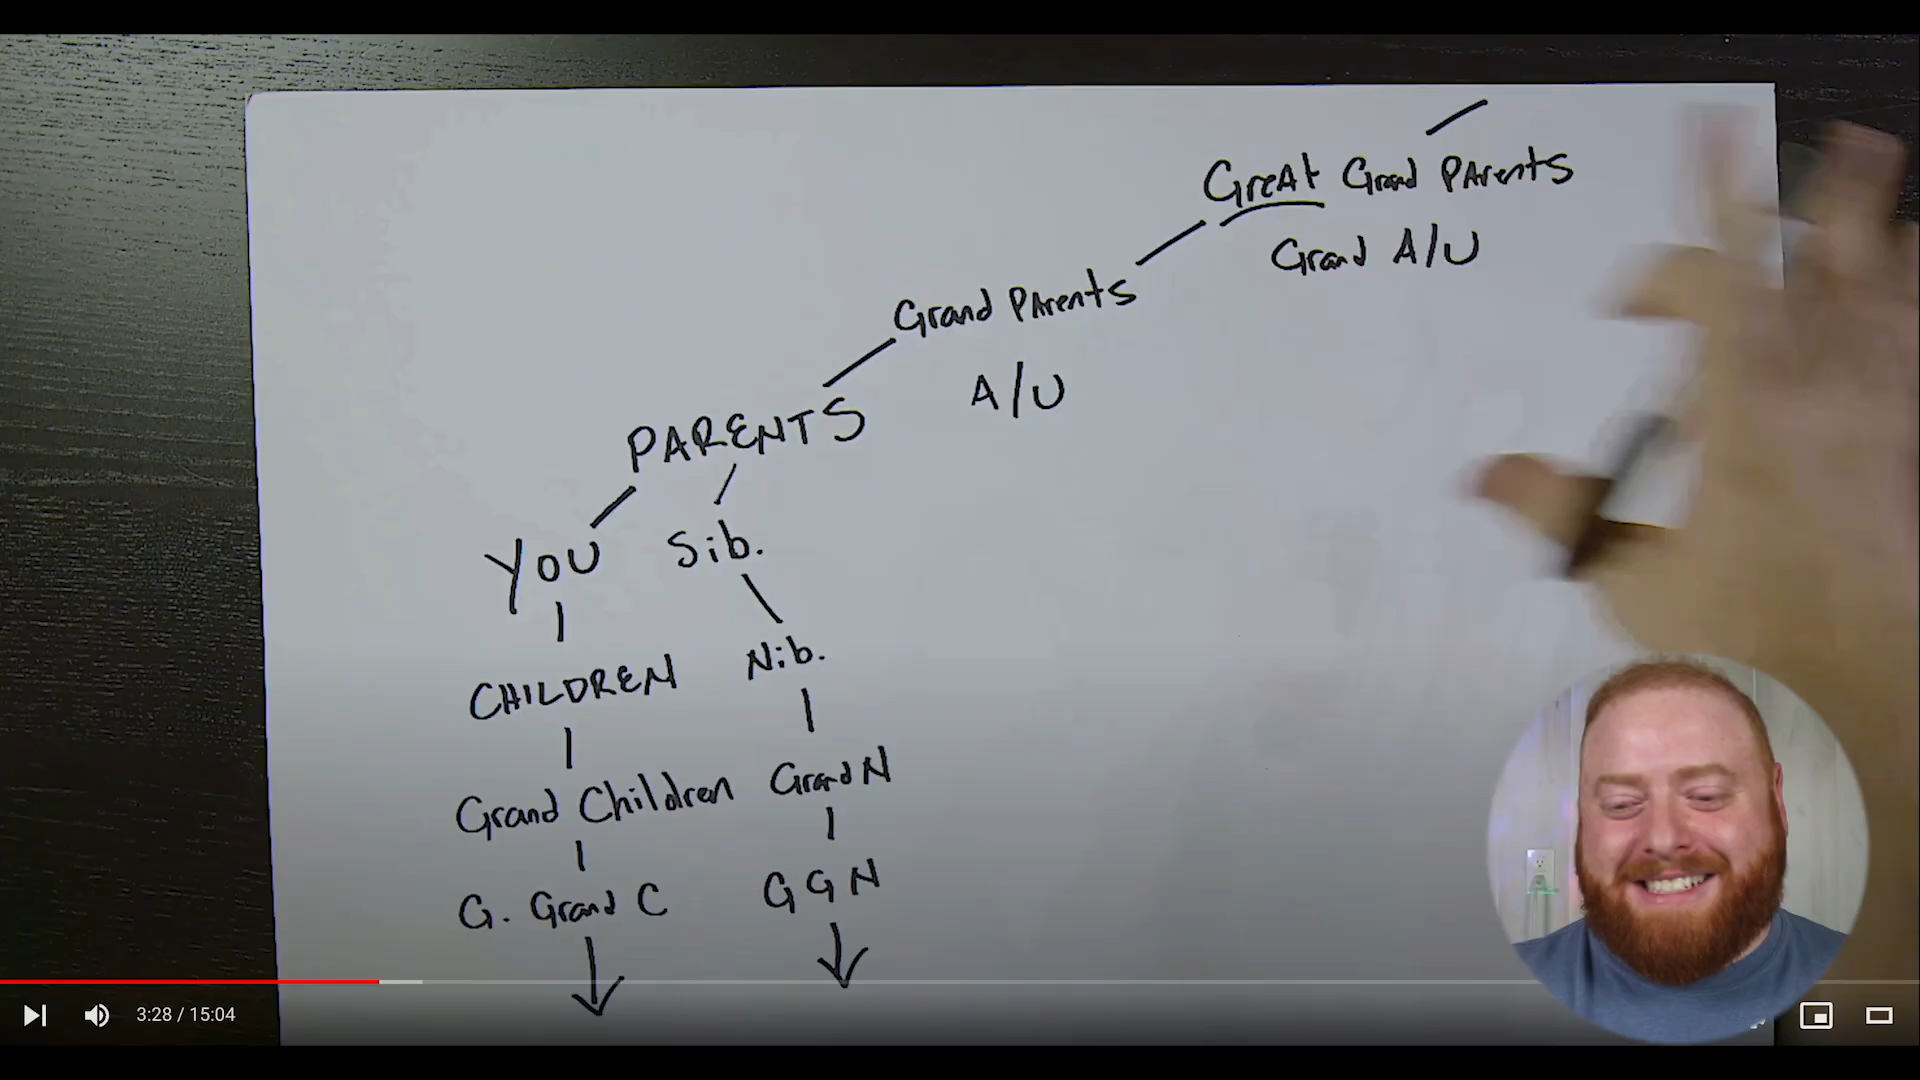 Great Grand Parents
Grand A/U
Grand Parents
A/U
PARENTS
YOU Sib.
CHILDREN Nib.
Grand Children Grand N
G. Grand C G G N
3:28 / 15:04